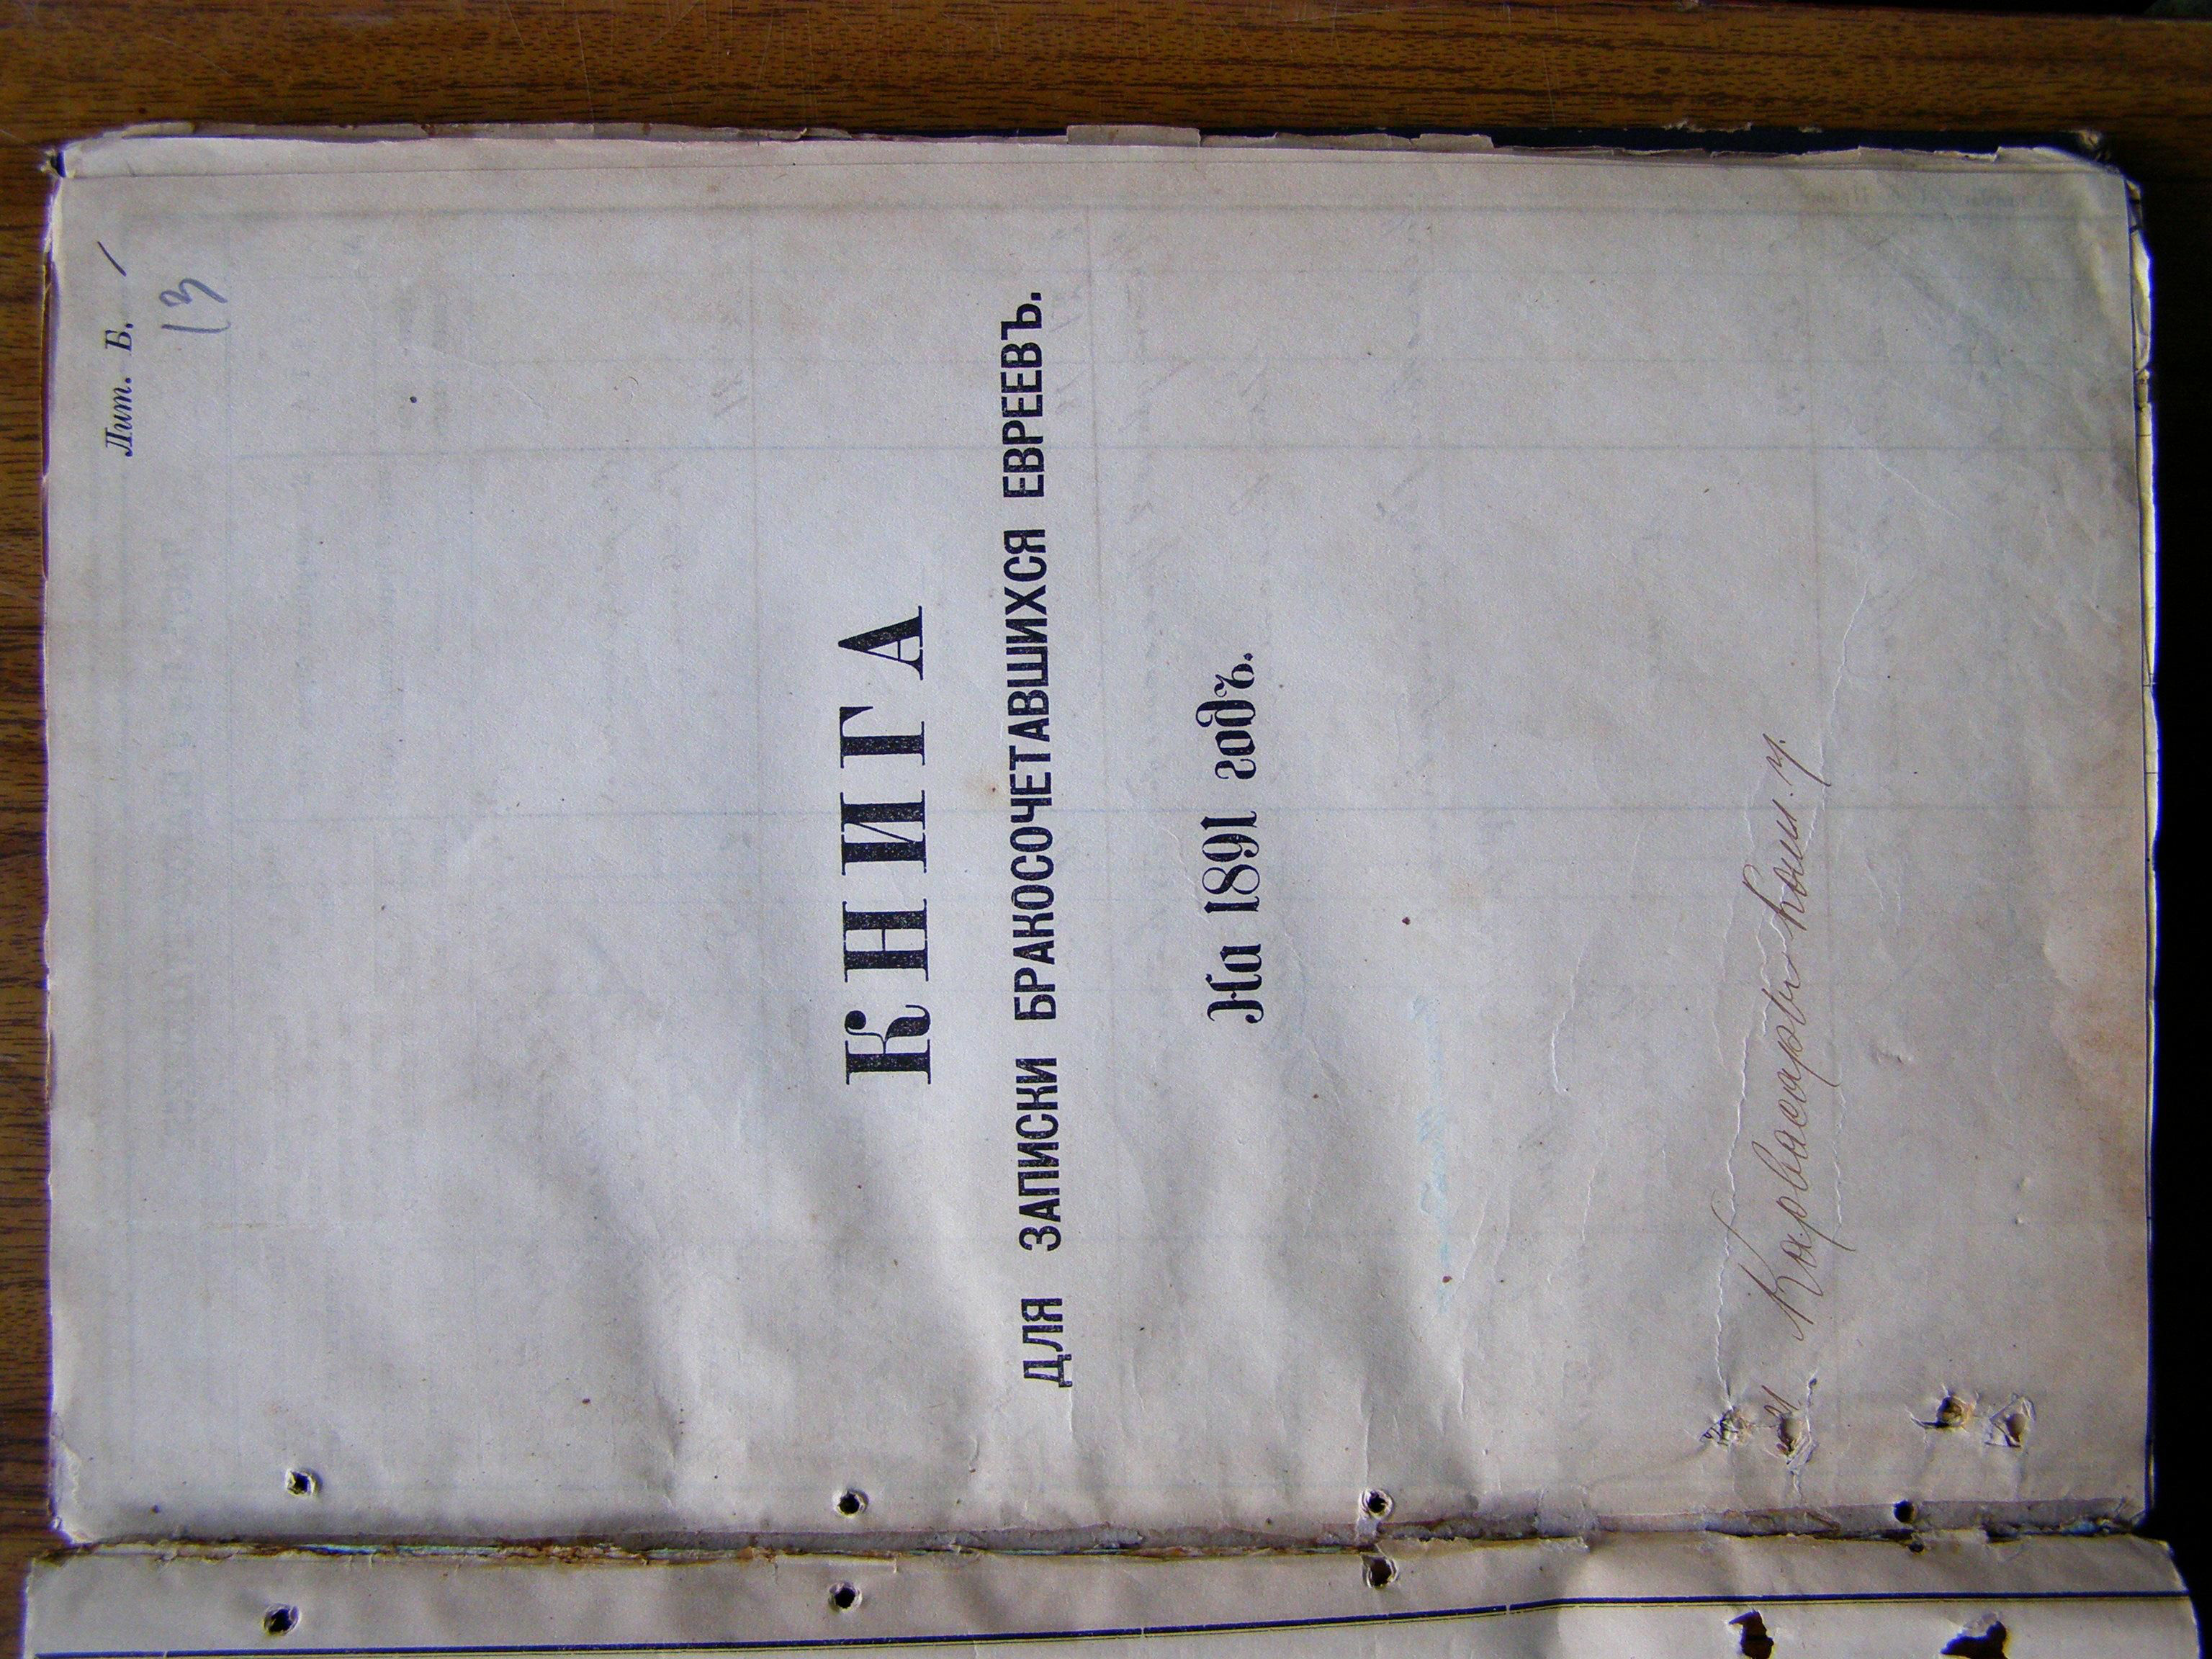 Лит. Б.
13
КНИГА
ДЛЯ ЗАПИСКИ БРАКОСОЧЕТАВШИХСЯ ЕВРЕЕВЪ.
На 1891 годъ.